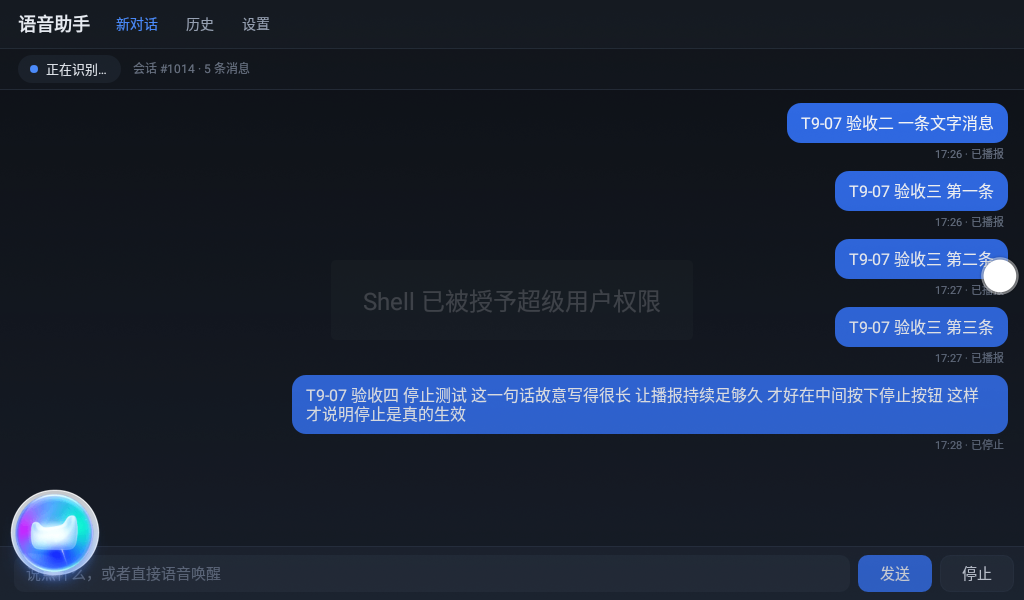 语音助手 新对话 历史 设置
正在识别… 会话 #1014 · 5 条消息
T9-07 验收二 一条文字消息
17:26 · 已播报
T9-07 验收三 第一条
17:26 · 已播报
T9-07 验收三 第二条
17:27 · 已播报
Shell 已被授予超级用户权限
T9-07 验收三 第三条
17:27 · 已播报
T9-07 验收四 停止测试 这一句话故意写得很长 让播报持续足够久 才好在中间按下停止按钮 这样
才说明停止是真的生效
17:28 · 已停止
说点什么，或者直接语音唤醒 发送 停止